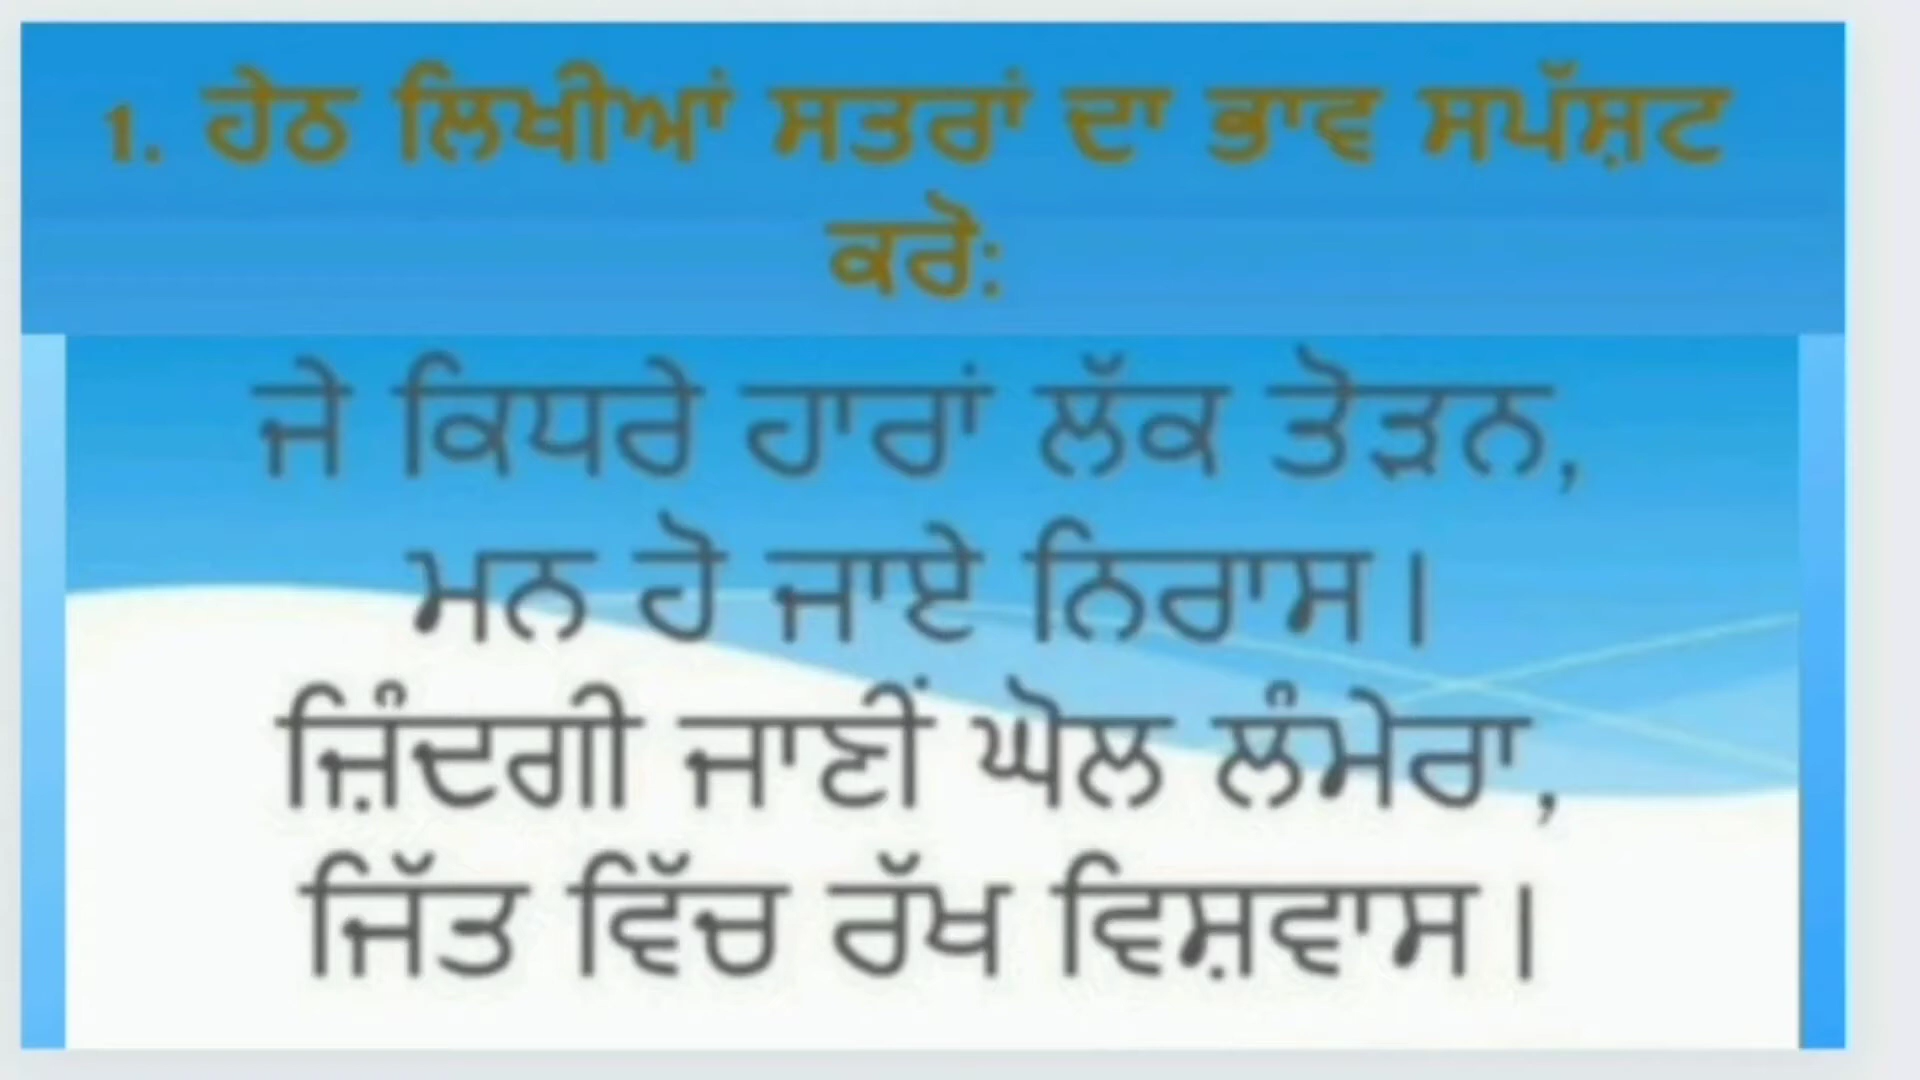 1. ਹੇਠ ਲਿਖੀਆਂ ਸਤਰਾਂ ਦਾ ਭਾਵ ਸਪੱਸ਼ਟ
ਕਰੋ:
ਜੇ ਕਿਧਰੇ ਹਾਰਾਂ ਲੱਕ ਤੋੜਨ,
ਮਨ ਹੋ ਜਾਏ ਨਿਰਾਸ।
ਜ਼ਿੰਦਗੀ ਜਾਣੀਂ ਘੋਲ ਲੰਮੇਰਾ,
ਜਿੱਤ ਵਿੱਚ ਰੱਖ ਵਿਸ਼ਵਾਸ।